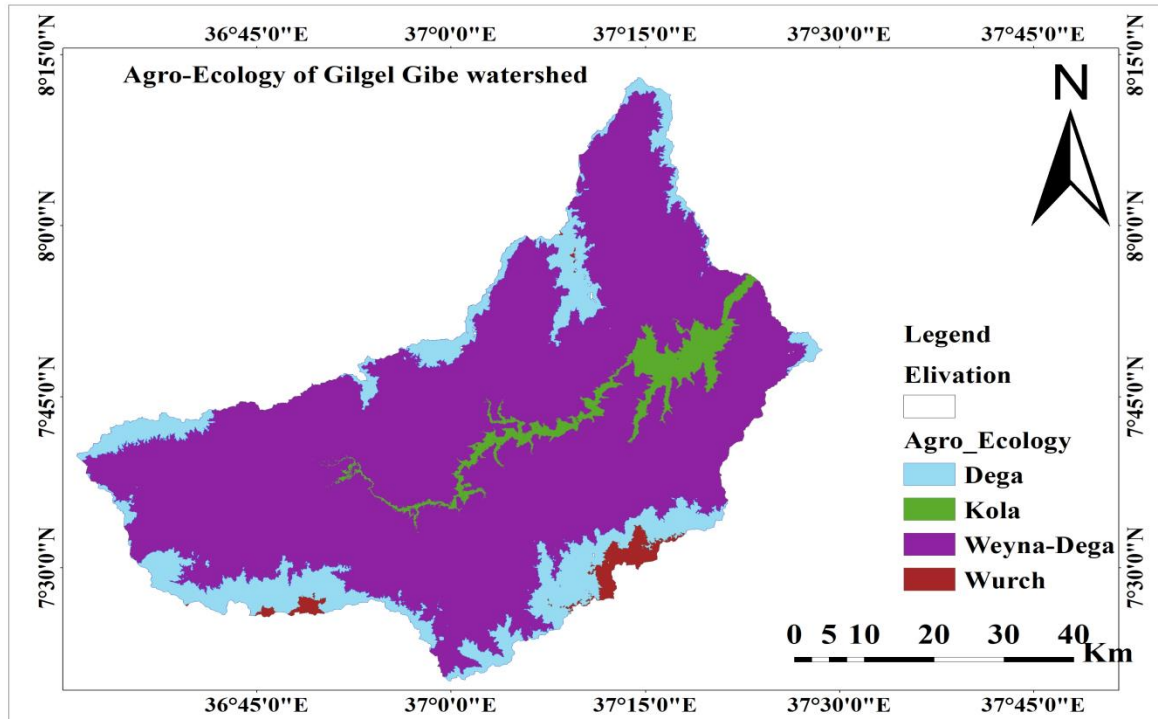 36°45'0"E 37°0'0"E 37°15'0"E 37°30'0"E 37°45'0"E
8°15'0"N 8°15'0"N
Agro-Ecology of Gilgel Gibe watershed
N
8°0'0"N 8°0'0"N
Legend
Elivation
7°45'0"N 7°45'0"N
Agro_Ecology
Dega
Kola
Weyna-Dega
Wurch
7°30'0"N 7°30'0"N
0 5 10 20 30 40
Km
36°45'0"E 37°0'0"E 37°15'0"E 37°30'0"E 37°45'0"E